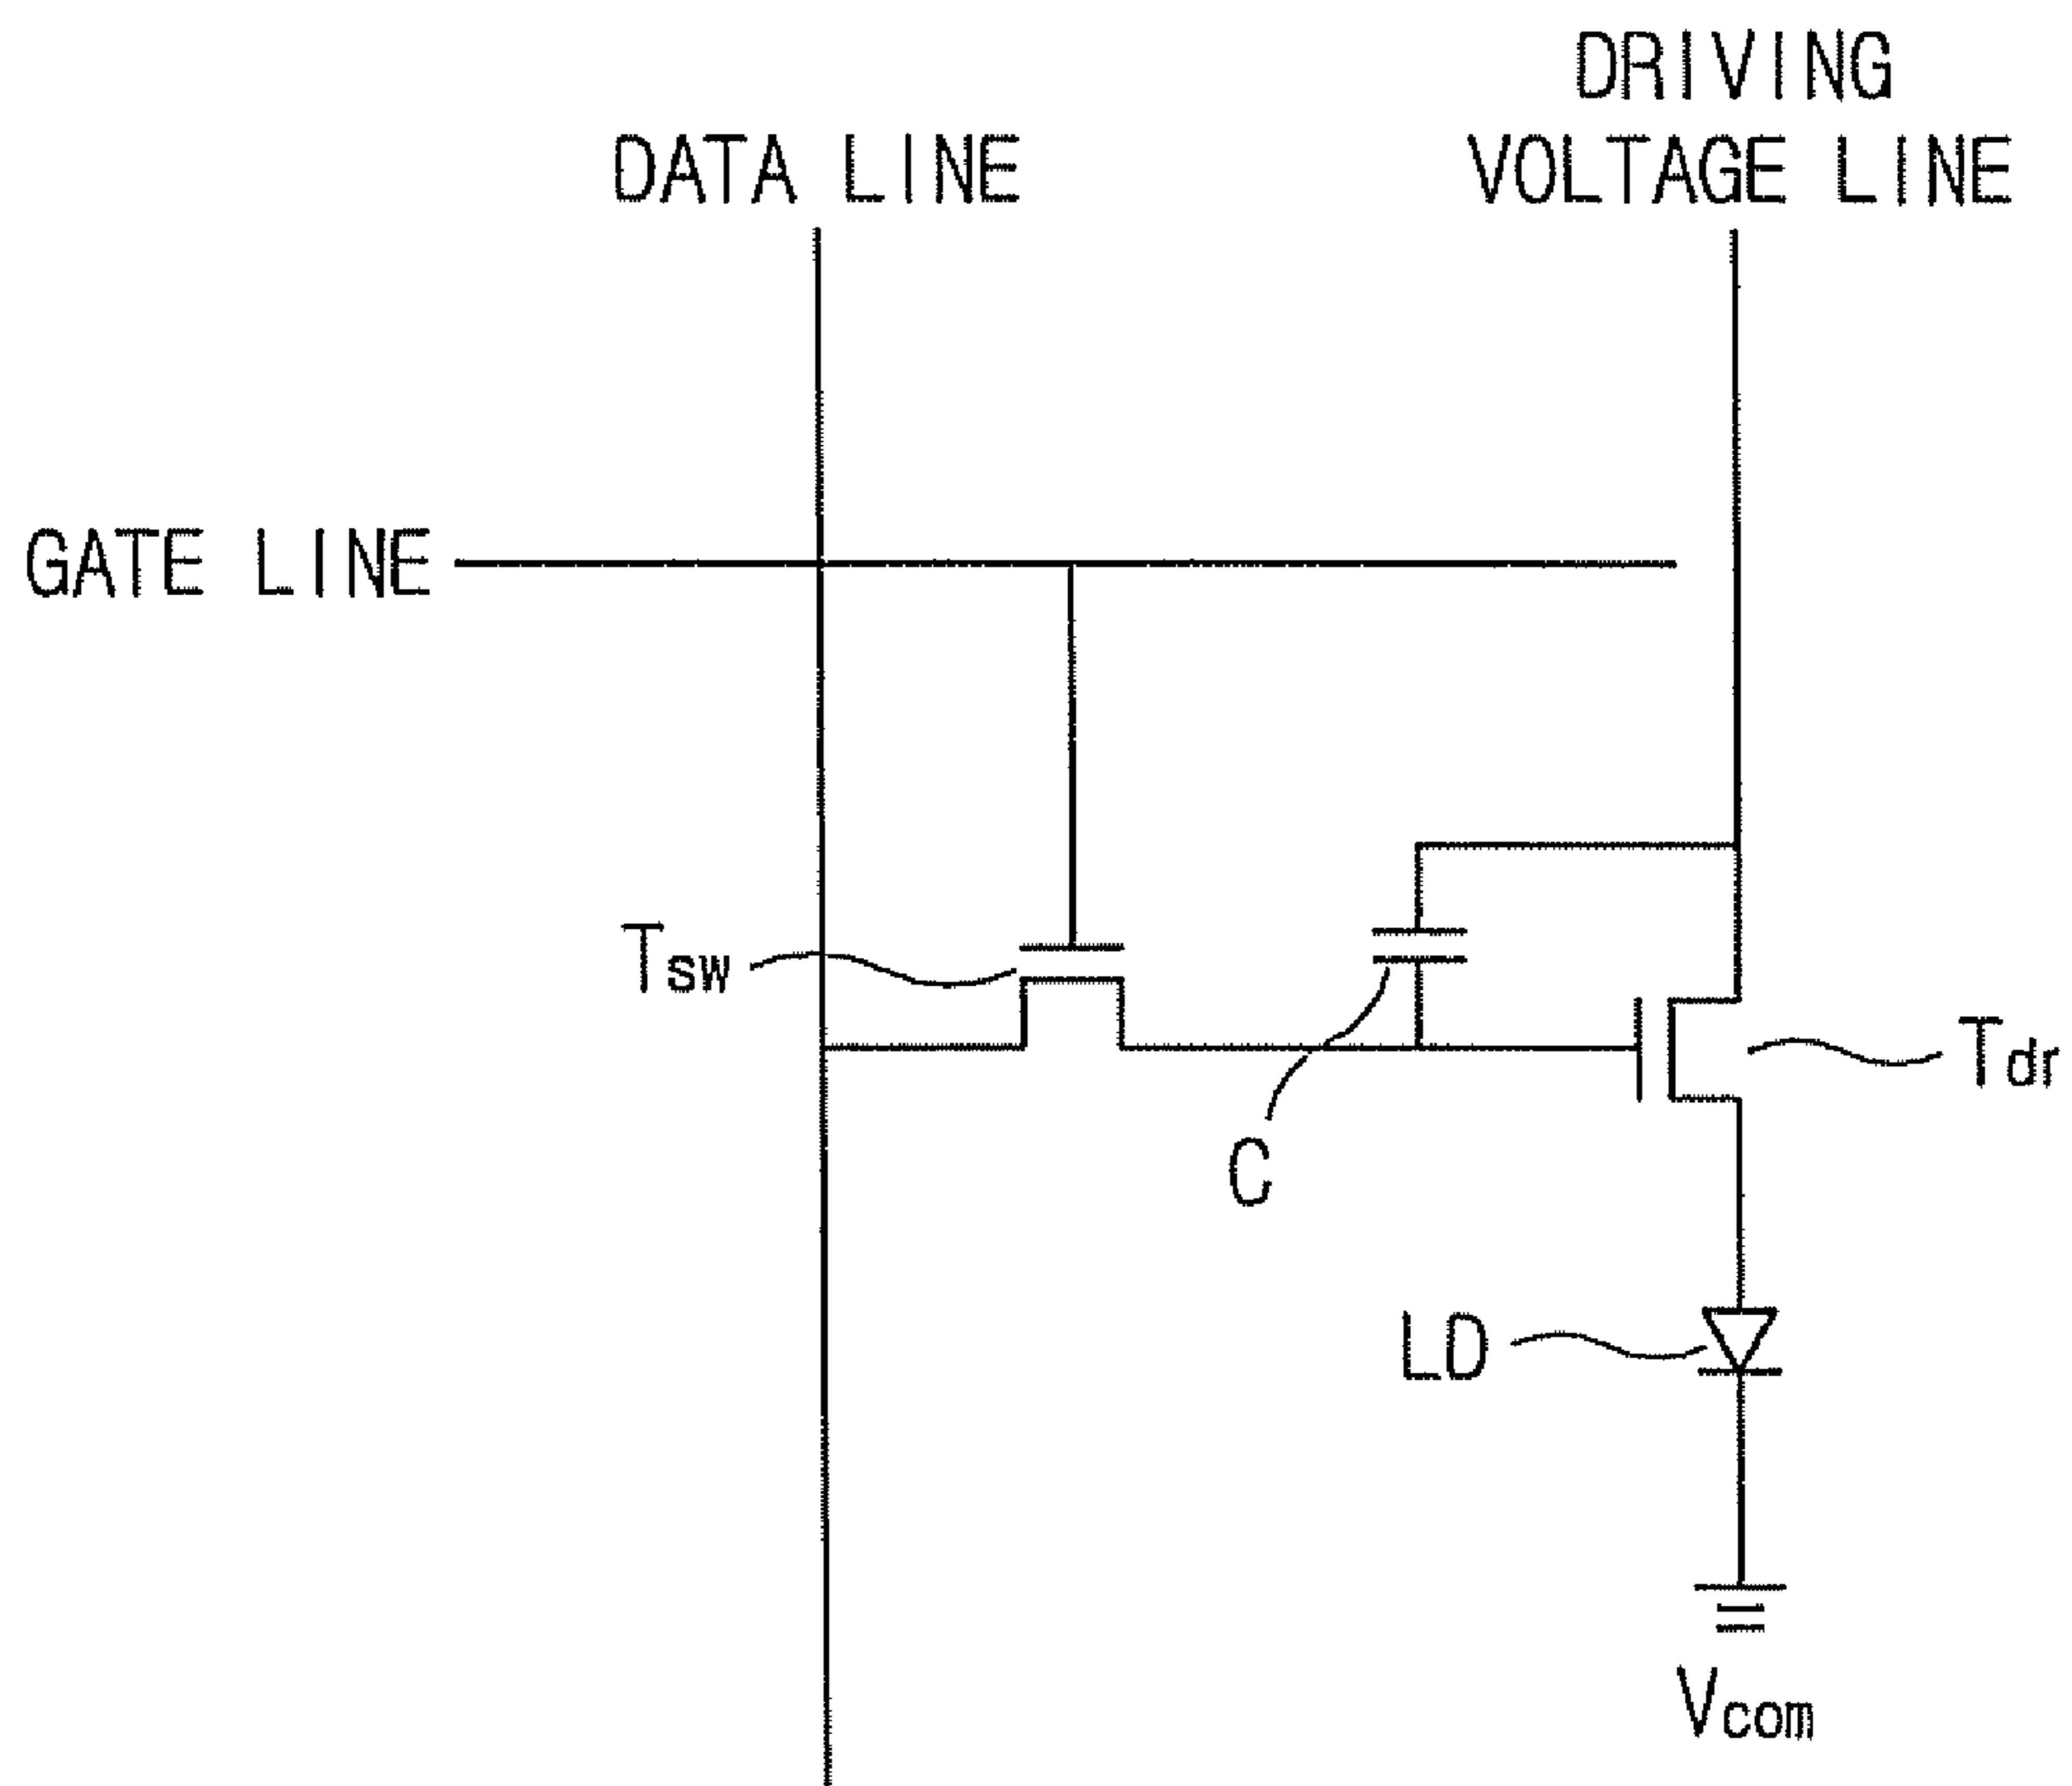 DRIVING
VOLTAGE LINE
DATA LINE
GATE LINE
Tsw
Tdr
C
LD
Vcom